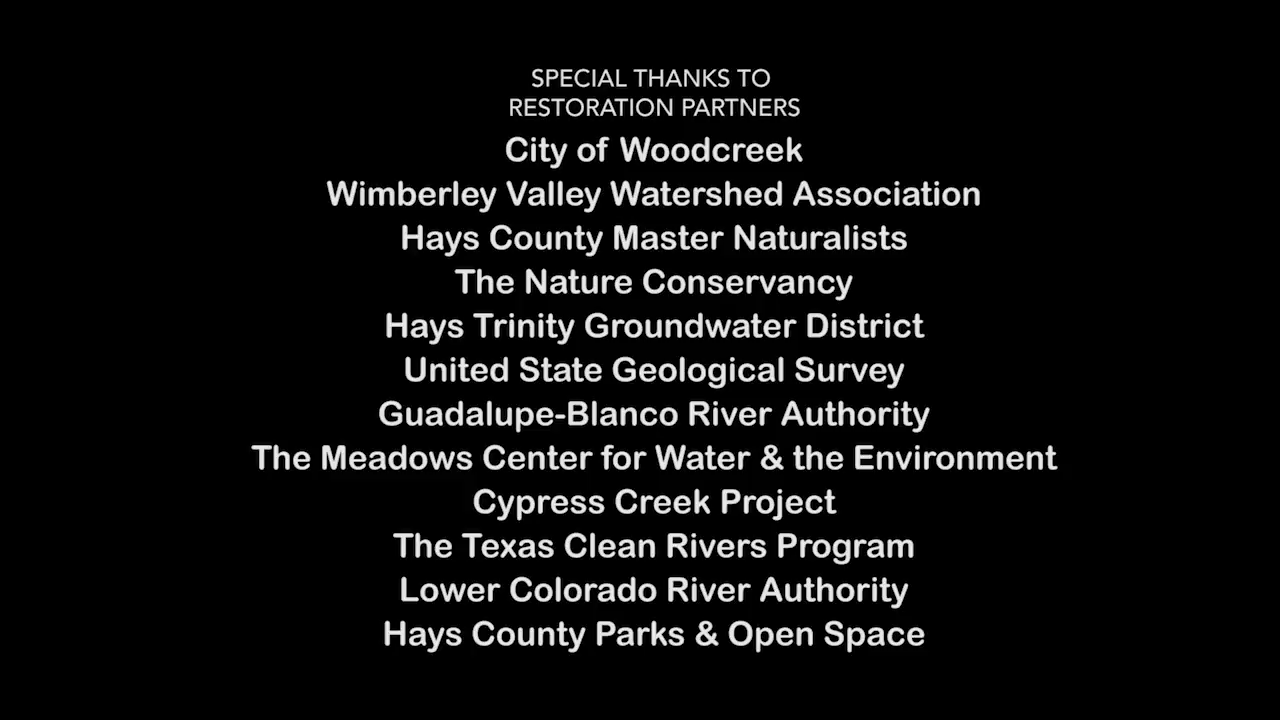 SPECIAL THANKS TO
RESTORATION PARTNERS
City of Woodcreek
Wimberley Valley Watershed Association
Hays County Master Naturalists
The Nature Conservancy
Hays Trinity Groundwater District
United State Geological Survey
Guadalupe-Blanco River Authority
The Meadows Center for Water & the Environment
Cypress Creek Project
The Texas Clean Rivers Program
Lower Colorado River Authority
Hays County Parks & Open Space